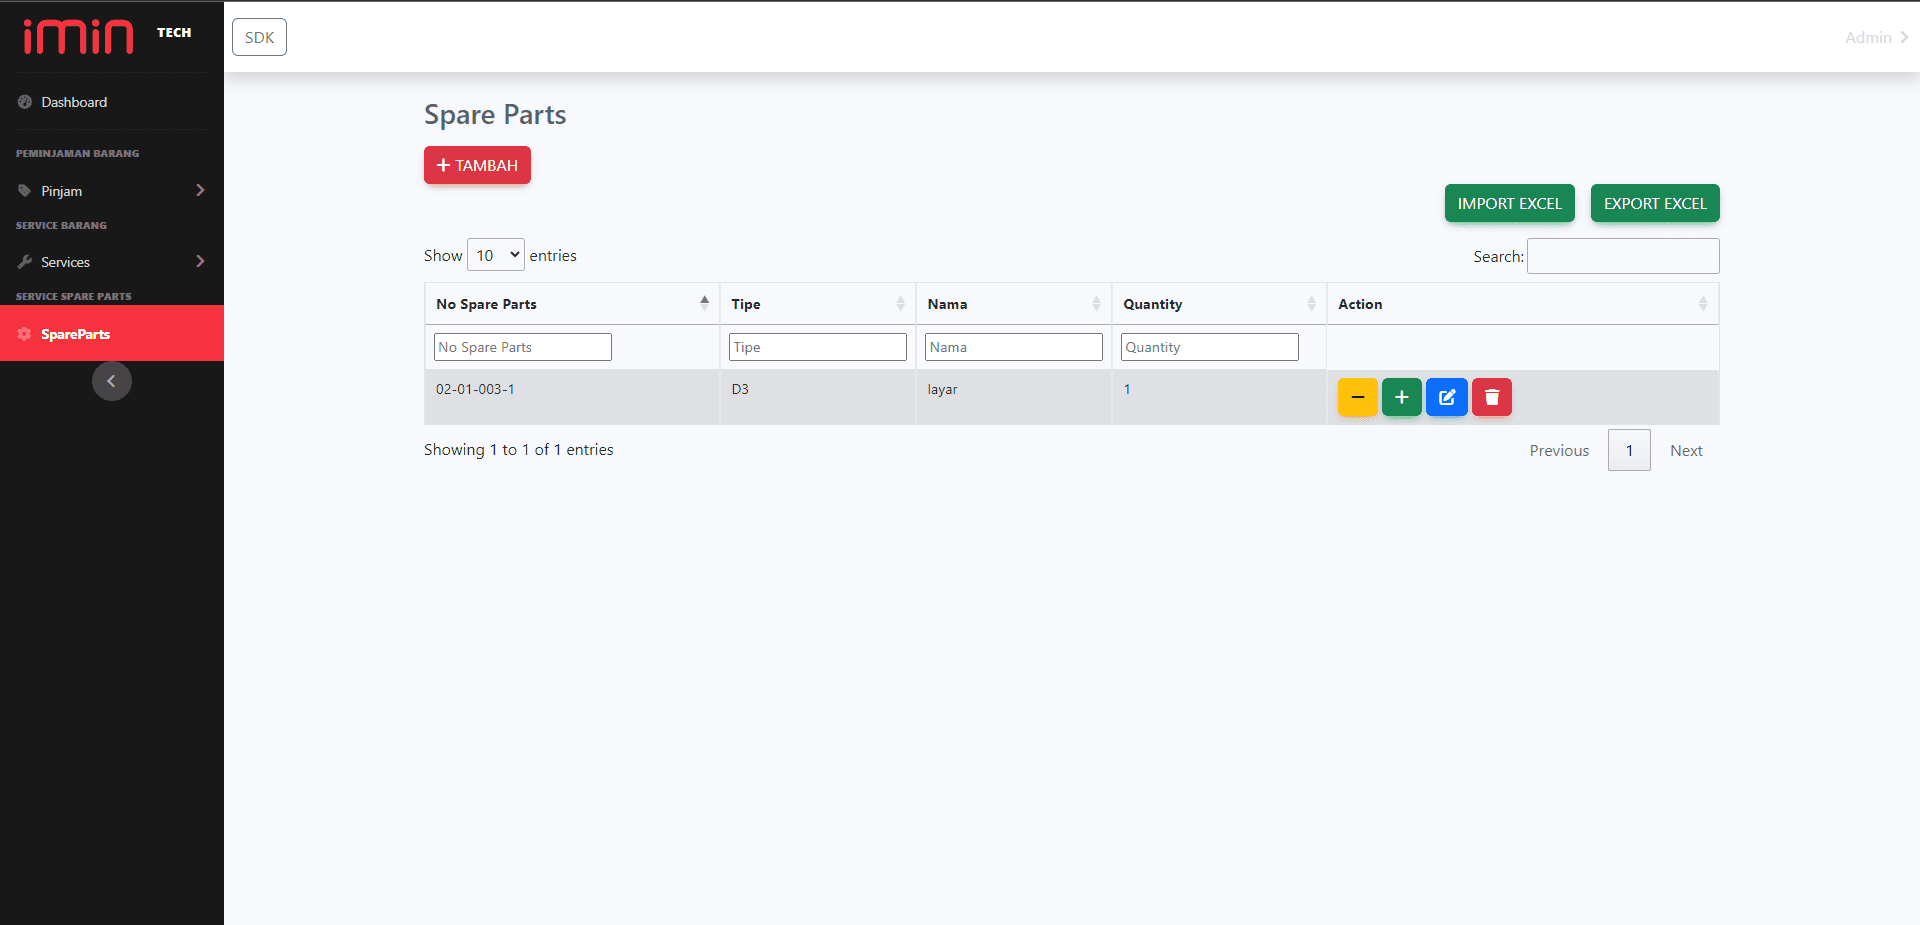 imin TECH
SDK
Admin
Dashboard
PEMINJAMAN BARANG
Pinjam
SERVICE BARANG
Services
SERVICE SPARE PARTS
SpareParts
Spare Parts
+ TAMBAH
IMPORT EXCEL EXPORT EXCEL
Show 10 entries
Search:
No Spare Parts Tipe Nama Quantity Action
No Spare Parts Tipe Nama Quantity
02-01-003-1 D3 layar 1
Showing 1 to 1 of 1 entries
Previous 1 Next